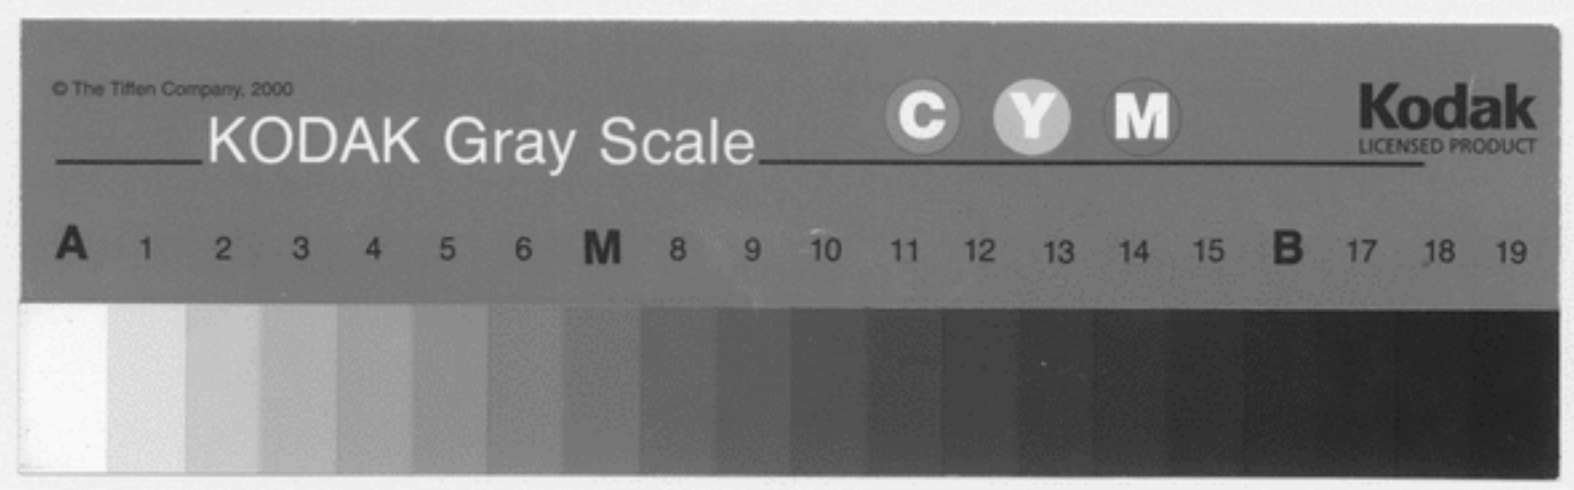 © The Tiffen Company, 2000
KODAK Gray Scale
C Y M
Kodak
LICENSED PRODUCT
A 1 2 3 4 5 6 M 8 9 10 11 12 13 14 15 B 17 18 19